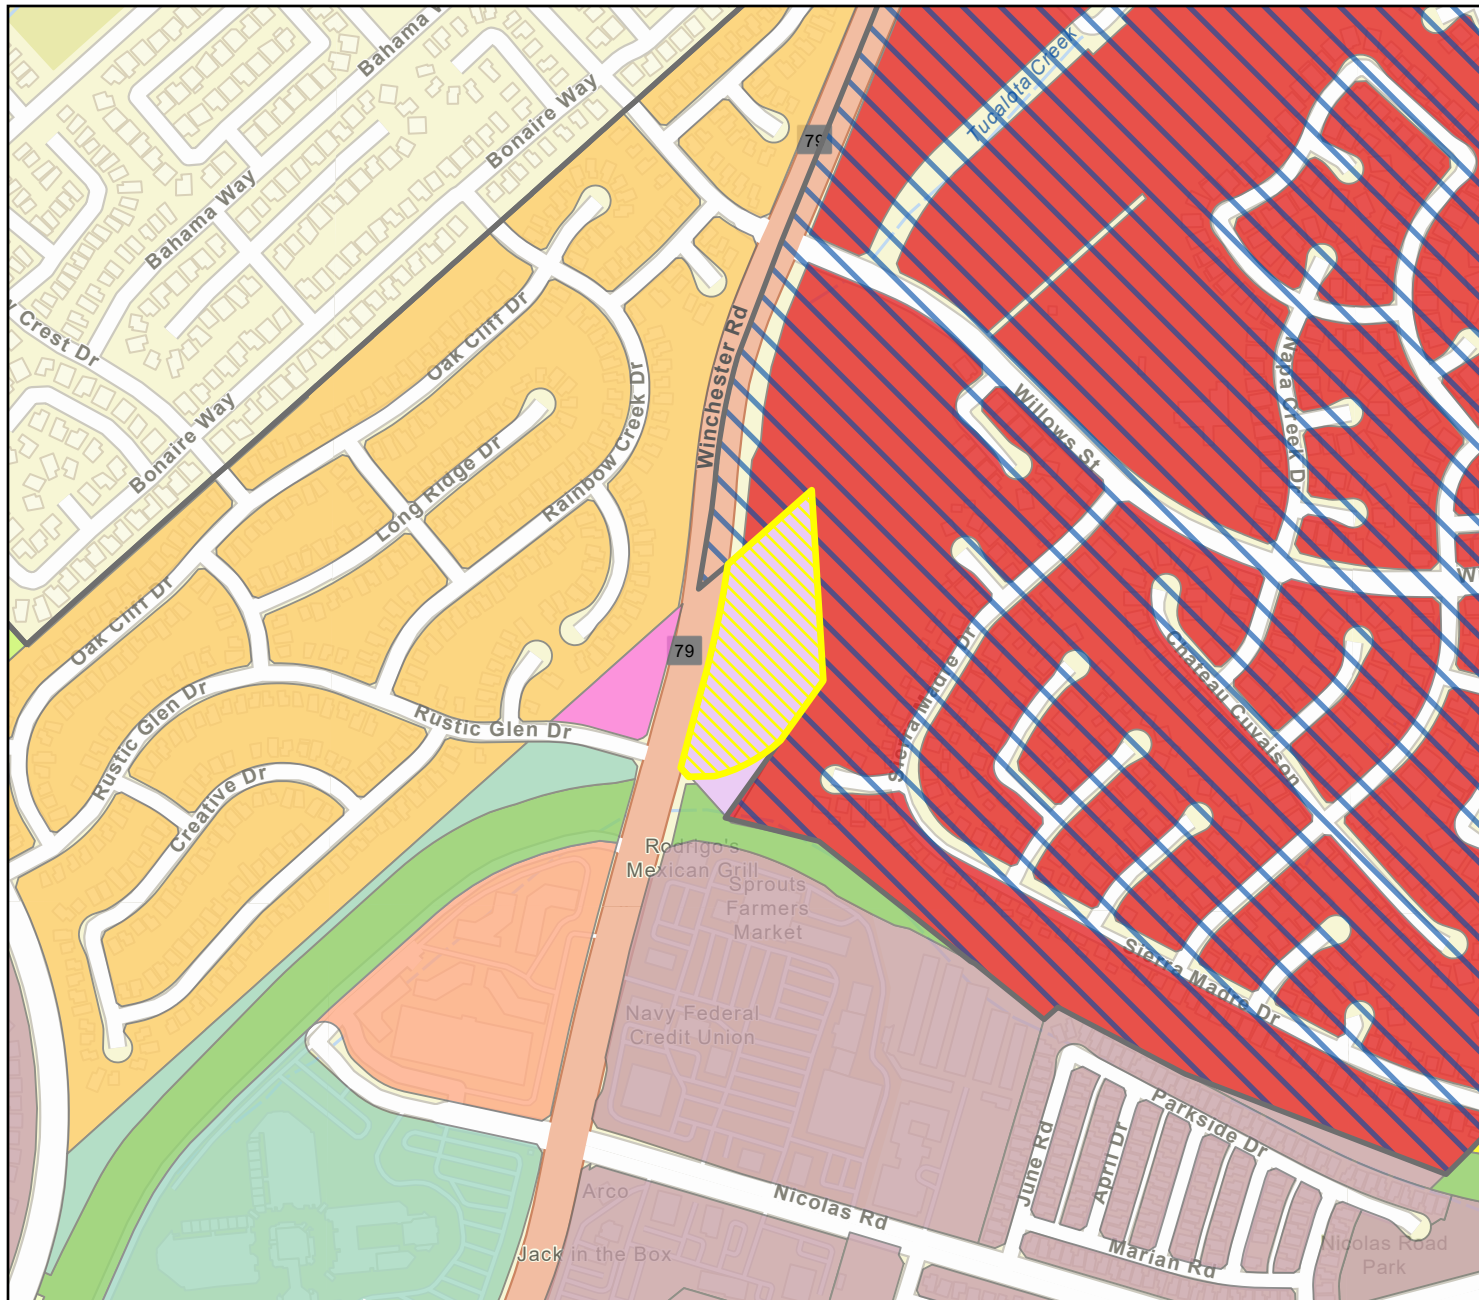 Bahama W
Tucalota Creek
Bonaire Way
79
Bahama Way
Crest Dr
Oak Cliff Dr
Winchester Rd
Napa Creek Dr
Willows St
Rainbow Creek Dr
Bonaire Way
Long Ridge Dr
W
Oak Cliff Dr
79
Sierra Madre Dr
Chateau Cuvaison
Rustic Glen Dr
Rustic Glen Dr
Creative Dr
Rodrigo's
Mexican Grill
Sprouts
Farmers
Market
Sierra Madre Dr
Navy Federal
Credit Union
Parkside Dr
June Rd
April Dr
Arco
Nicolas Rd
Jack in the Box
Marian Rd
Nicolas Road
Park